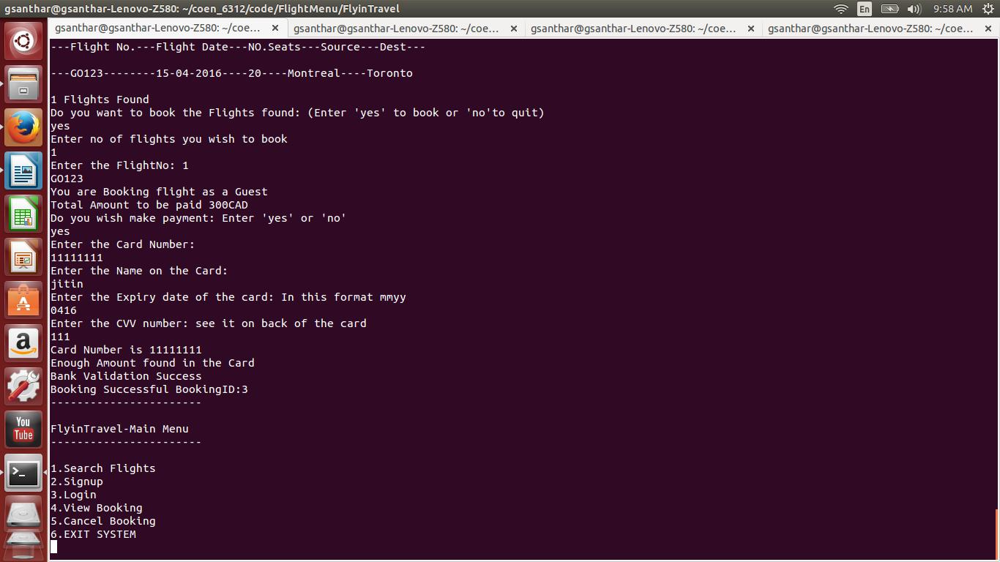 gsanthar@gsanthar-Lenovo-Z580: ~/coen_6312/code/FlightMenu/FlyinTravel
En
9:58 AM
gsanthar@gsanthar-Lenovo-Z580: ~/coe... ×
gsanthar@gsanthar-Lenovo-Z580: ~/coe... ×
gsanthar@gsanthar-Lenovo-Z580: ~/coe... ×
gsanthar@gsanthar-Lenovo-Z580: ~/coe... ×
---Flight No.---Flight Date---NO.Seats---Source---Dest---
---GO123--------15-04-2016----20----Montreal----Toronto
1 Flights Found
Do you want to book the Flights found: (Enter 'yes' to book or 'no'to quit)
yes
Enter no of flights you wish to book
1
Enter the FlightNo: 1
GO123
You are Booking flight as a Guest
Total Amount to be paid 300CAD
Do you wish make payment: Enter 'yes' or 'no'
yes
Enter the Card Number:
11111111
Enter the Name on the Card:
jitin
Enter the Expiry date of the card: In this format mmyy
0416
Enter the CVV number: see it on back of the card
111
Card Number is 11111111
Enough Amount found in the Card
Bank Validation Success
Booking Successful BookingID:3
-----------------------
FlyinTravel-Main Menu
-----------------------
1.Search Flights
2.Signup
3.Login
4.View Booking
5.Cancel Booking
6.EXIT SYSTEM
A
a
You
Tube
>_